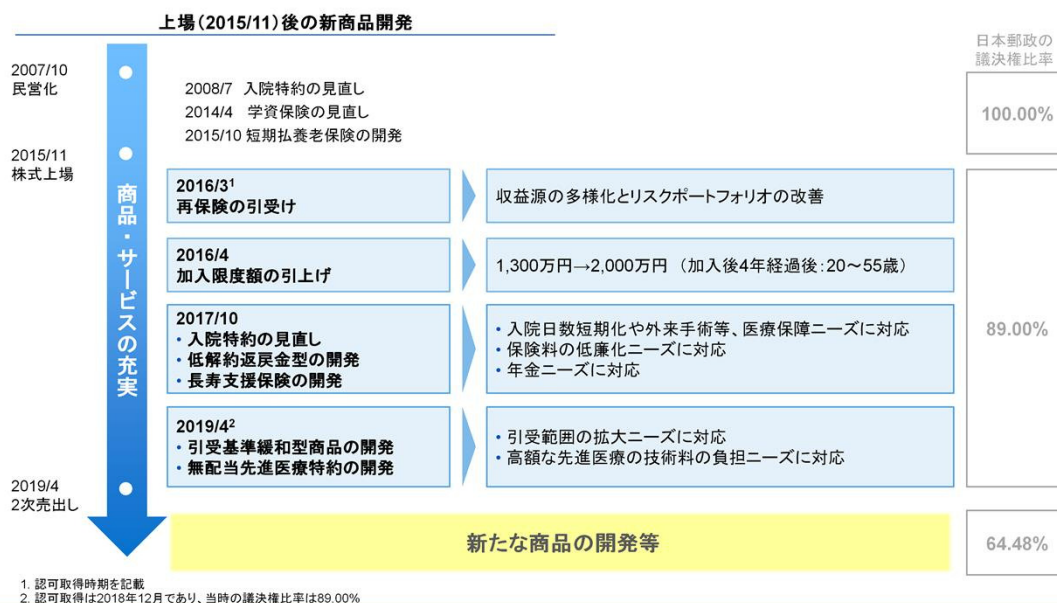 上場(2015/11)後の新商品開発
日本郵政の
議決権比率
2007/10
民営化
2008/7 入院特約の見直し
2014/4 学資保険の見直し
2015/10 短期払養老保険の開発
100.00%
2015/11
株式上場
商品・サービスの充実
2016/3¹
再保険の引受け
収益源の多様化とリスクポートフォリオの改善
2016/4
加入限度額の引上げ
1,300万円→2,000万円 (加入後4年経過後:20~55歳)
2017/10
・入院特約の見直し
・低解約返戻金型の開発
・長寿支援保険の開発
・入院日数短期化や外来手術等、医療保障ニーズに対応
・保険料の低廉化ニーズに対応
・年金ニーズに対応
89.00%
2019/4²
・引受基準緩和型商品の開発
・無配当先進医療特約の開発
・引受範囲の拡大ニーズに対応
・高額な先進医療の技術料の負担ニーズに対応
2019/4
2次売出し
新たな商品の開発等
64.48%
1. 認可取得時期を記載
2. 認可取得は2018年12月であり、当時の議決権比率は89.00%